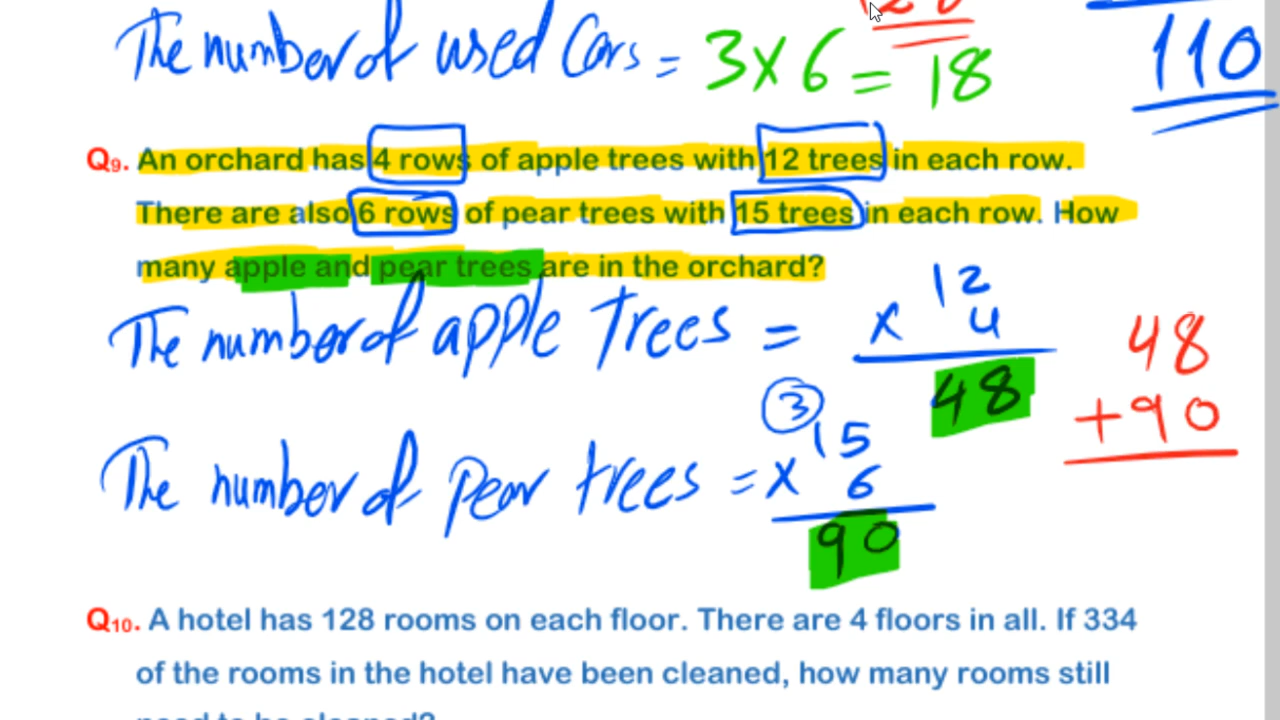 The number of used Cars = 3 x 6 = 18
110
Q9. An orchard has 4 rows of apple trees with 12 trees in each row.
There are also 6 rows of pear trees with 15 trees in each row. How
many apple and pear trees are in the orchard?
The number of apple Trees = 12
x 4
48
48
+90
The number of pear trees = 3
15
x 6
90
Q10. A hotel has 128 rooms on each floor. There are 4 floors in all. If 334
of the rooms in the hotel have been cleaned, how many rooms still
need to be cleaned?